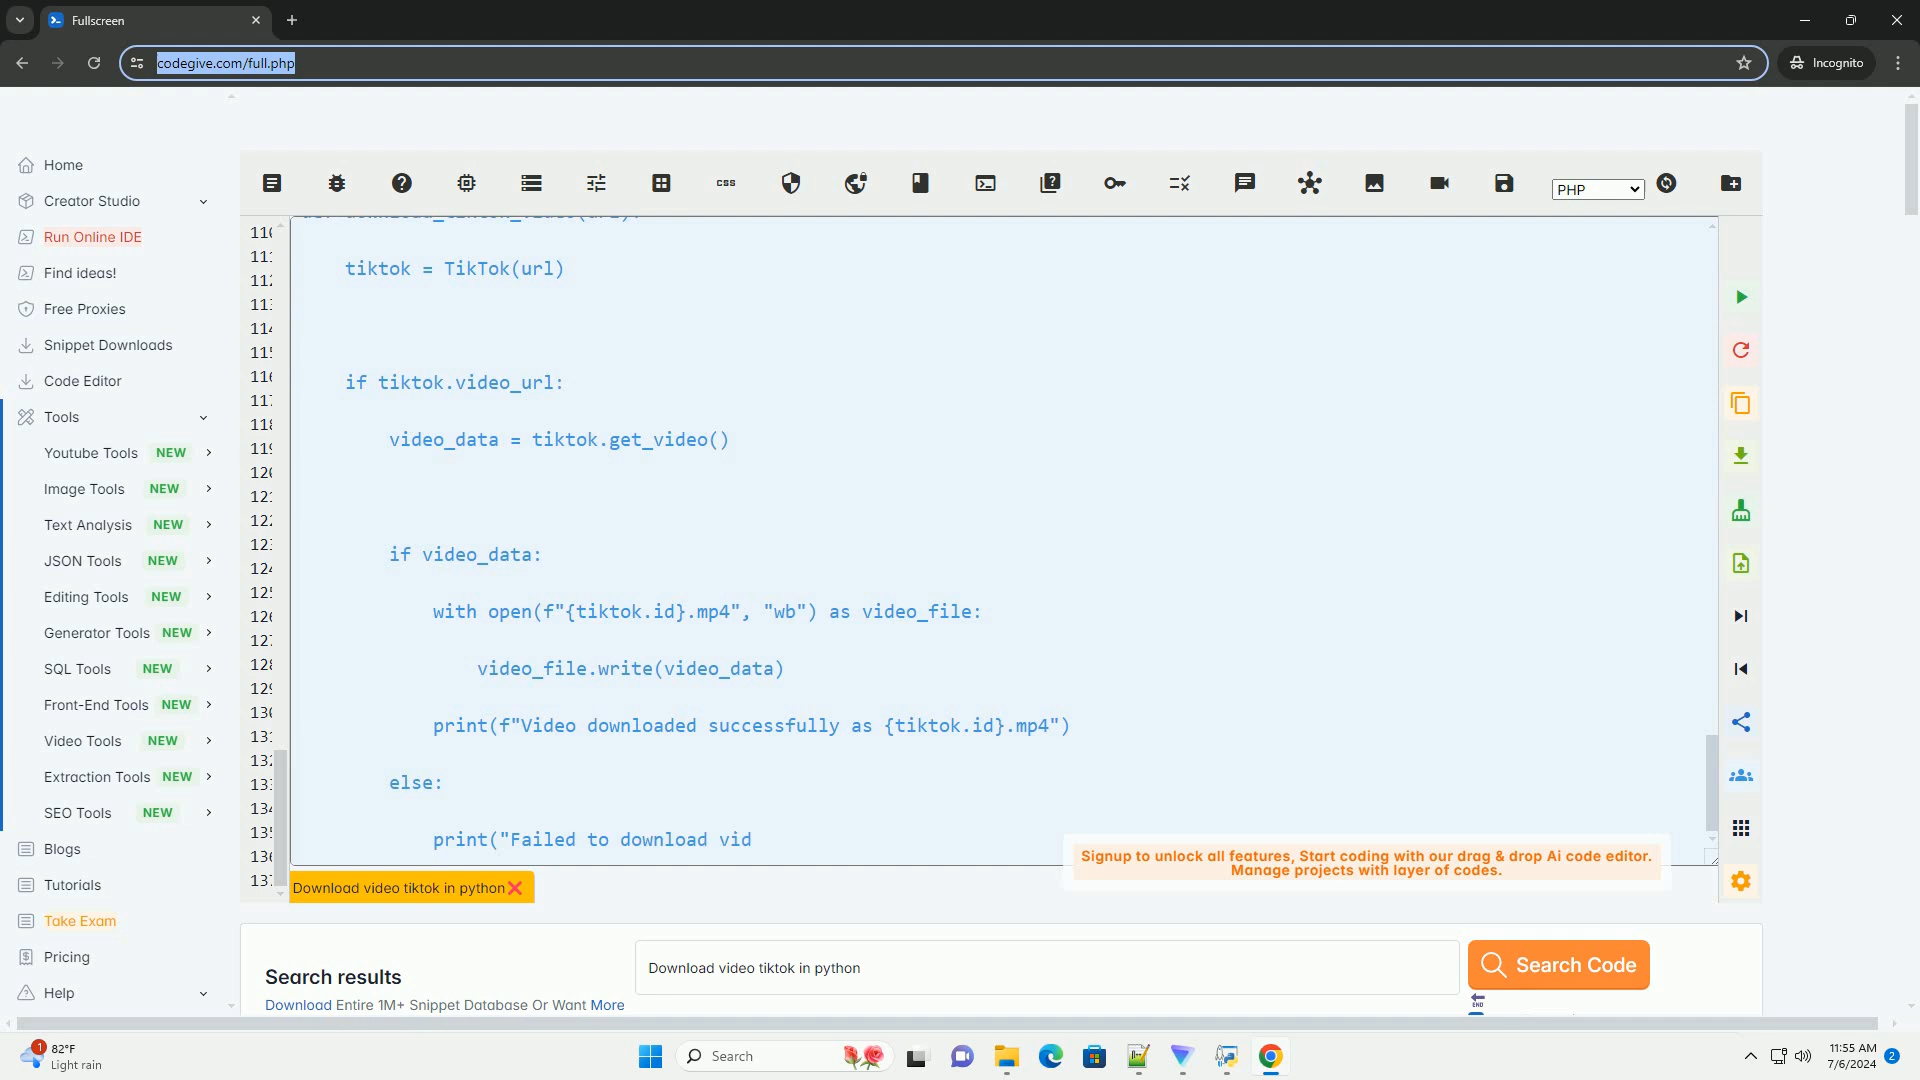 Fullscreen
codegive.com/full.php
Incognito
Home
Creator Studio
Run Online IDE
Find ideas!
Free Proxies
Snippet Downloads
Code Editor
Tools
Youtube Tools NEW
Image Tools NEW
Text Analysis NEW
JSON Tools NEW
Editing Tools NEW
Generator Tools NEW
SQL Tools NEW
Front-End Tools NEW
Video Tools NEW
Extraction Tools NEW
SEO Tools NEW
Blogs
Tutorials
Take Exam
Pricing
Help
css
PHP
tiktok = TikTok(url)
if tiktok.video_url:
video_data = tiktok.get_video()
if video_data:
with open(f"{tiktok.id}.mp4", "wb") as video_file:
video_file.write(video_data)
print(f"Video downloaded successfully as {tiktok.id}.mp4")
else:
print("Failed to download vid
Signup to unlock all features, Start coding with our drag & drop Ai code editor.
Manage projects with layer of codes.
Download video tiktok in python
Search results
Download Entire 1M+ Snippet Database Or Want More
Download video tiktok in python
Search Code
END
1
82°F
Light rain
Search
11:55 AM
7/6/2024
2